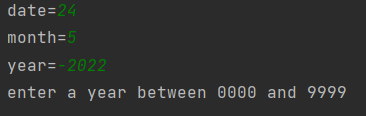 date=24
month=5
year=-2022
enter a year between 0000 and 9999